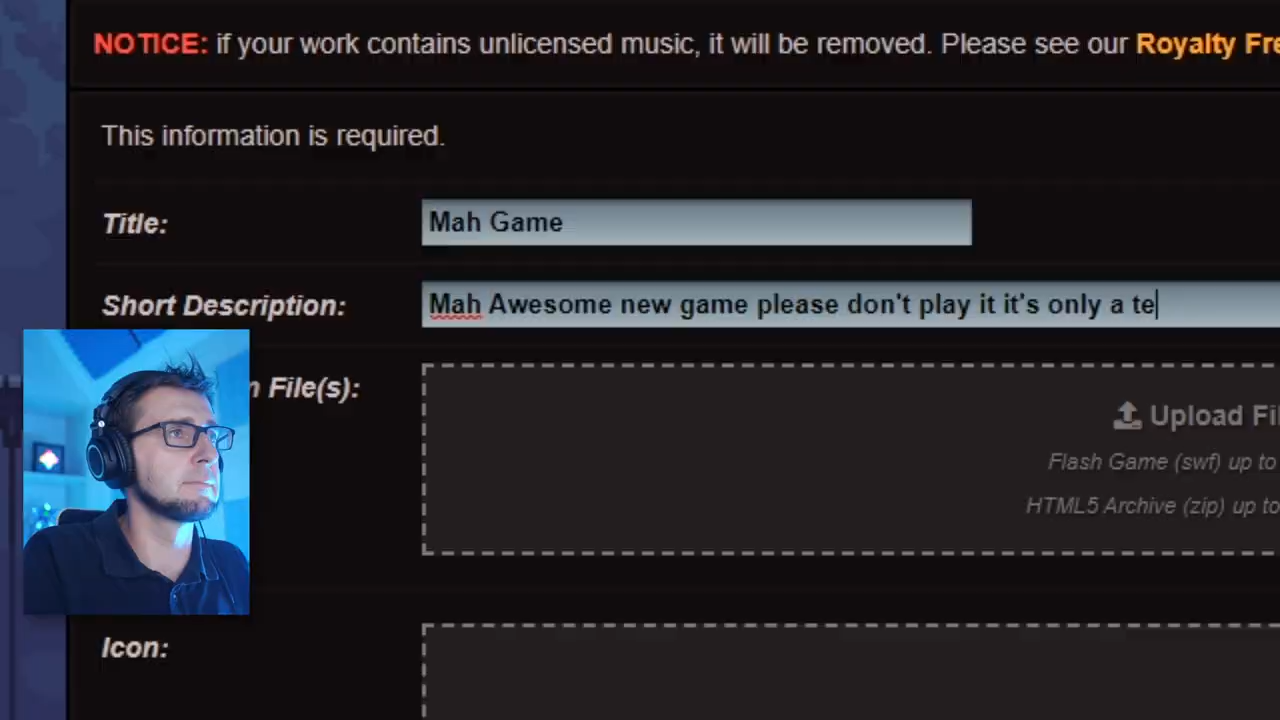 NOTICE: if your work contains unlicensed music, it will be removed. Please see our Royalty Fre
This information is required.
Title:
Mah Game
Short Description:
Mah Awesome new game please don't play it it's only a te
File(s):
Upload Fil
Flash Game (swf) up to
HTML5 Archive (zip) up to
Icon: